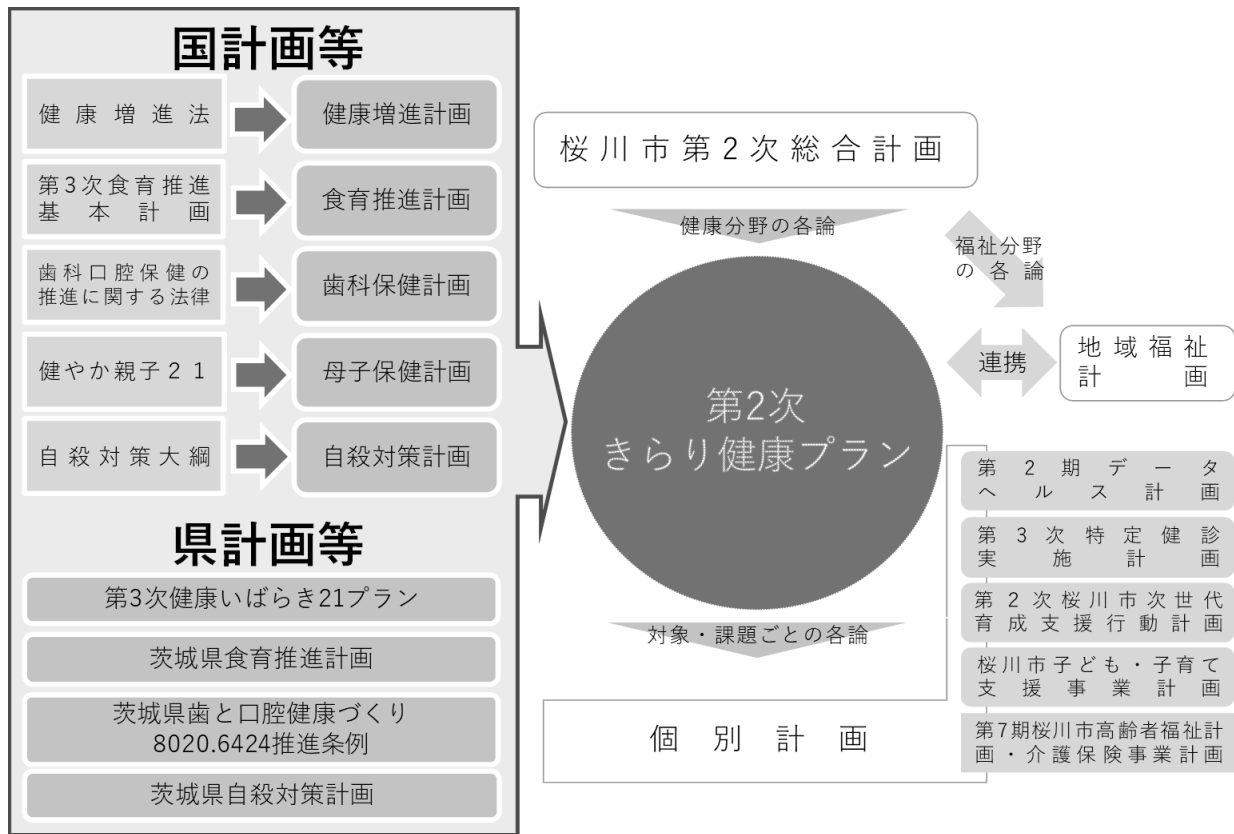 国計画等
健康増進法
健康増進計画
第3次食育推進
基本計画
食育推進計画
歯科口腔保健の
推進に関する法律
歯科保健計画
健やか親子２１
母子保健計画
自殺対策大綱
自殺対策計画
県計画等
第3次健康いばらき21プラン
茨城県食育推進計画
茨城県歯と口腔健康づくり
8020.6424推進条例
茨城県自殺対策計画
桜川市第２次総合計画
健康分野の各論
福祉分野
の各論
第2次
きらり健康プラン
連携
地域福祉
計画
対象・課題ごとの各論
個別計画
第２期データ
ヘルス計画
第３次特定健診
実施計画
第２次桜川市次世代
育成支援行動計画
桜川市子ども・子育て
支援事業計画
第7期桜川市高齢者福祉計
画・介護保険事業計画